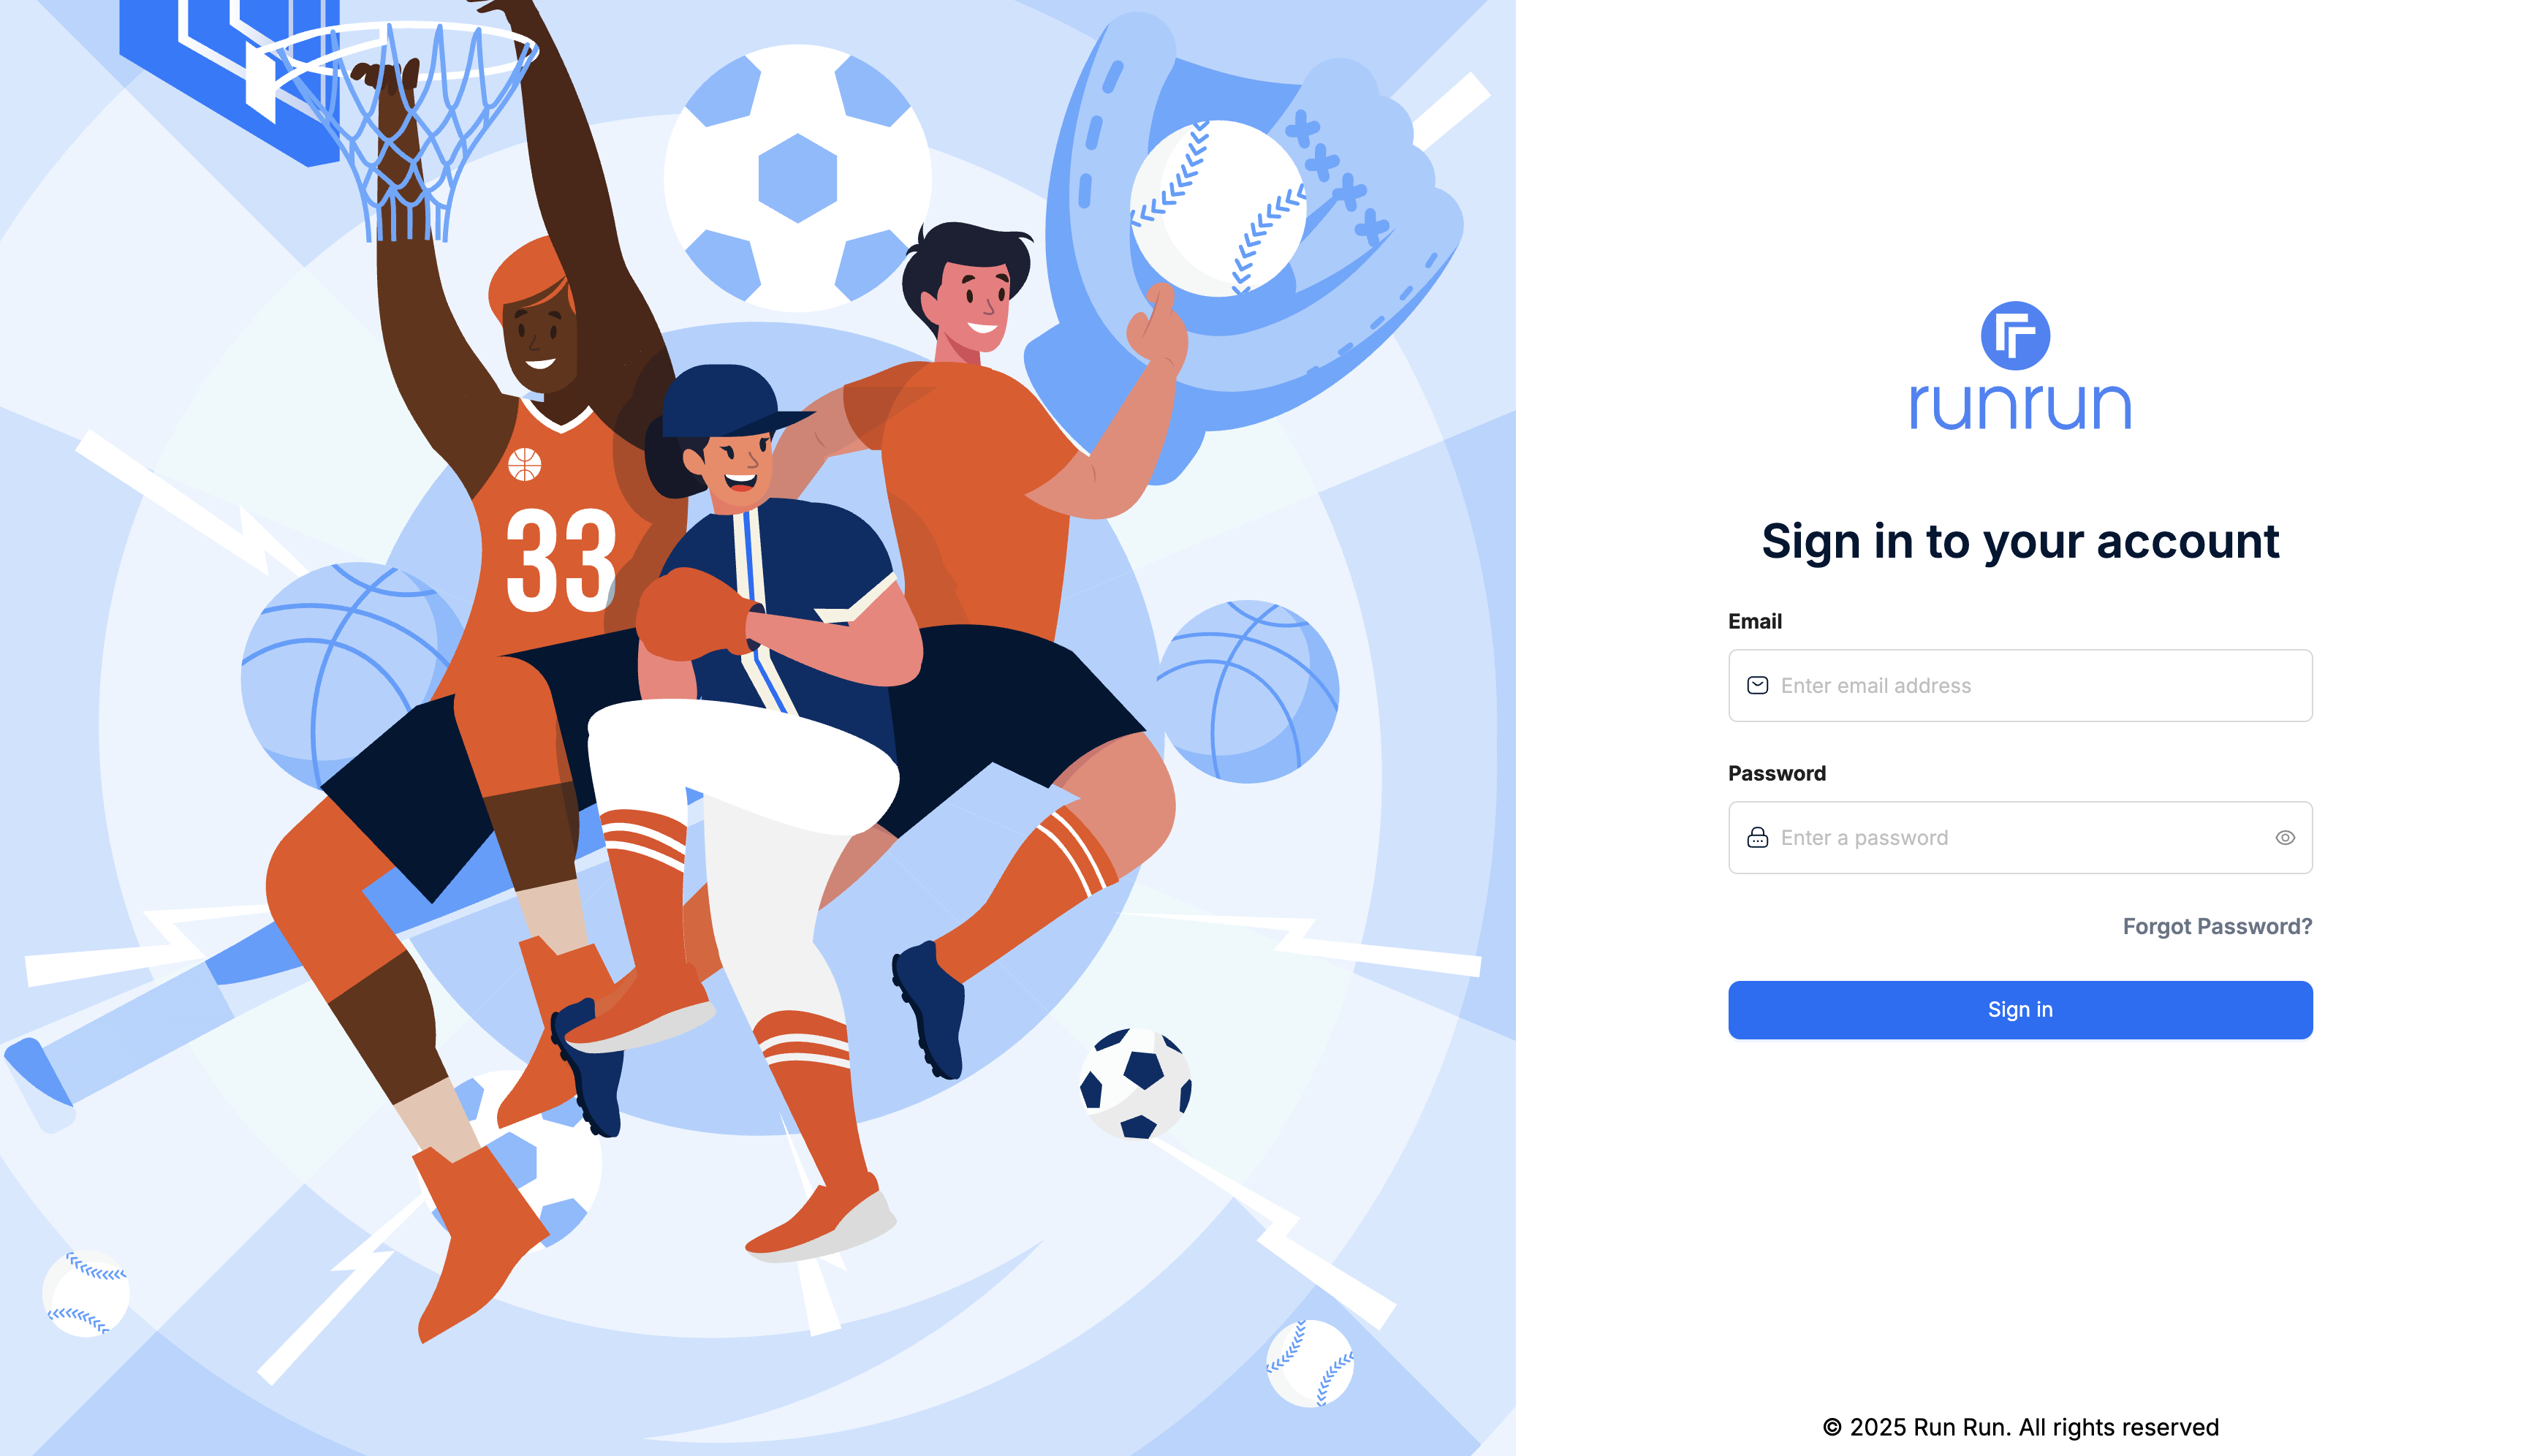 33
runrun
Sign in to your account
Email
Enter email address
Password
Enter a password
Forgot Password?
Sign in
© 2025 Run Run. All rights reserved